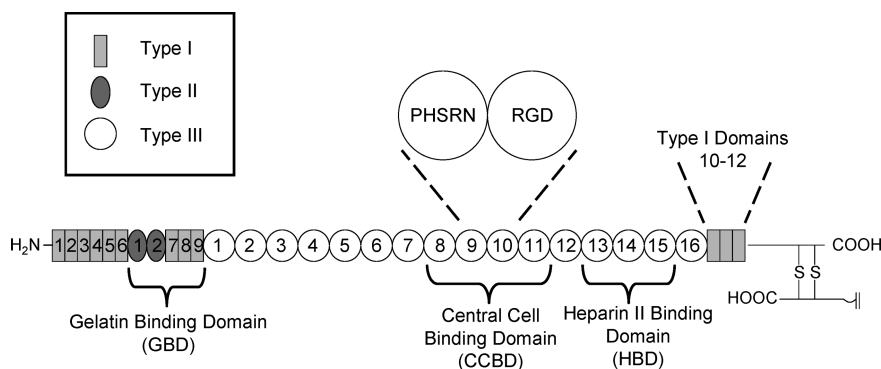 Type I
Type II
Type III
PHSRN RGD
Type I Domains
10-12
H2N 1 2 3 4 5 6 1 2 7 8 9 1 2 3 4 5 6 7 8 9 10 11 12 13 14 15 16 COOH
S S
HOOC
Gelatin Binding Domain
(GBD)
Central Cell
Binding Domain
(CCBD)
Heparin II Binding
Domain
(HBD)